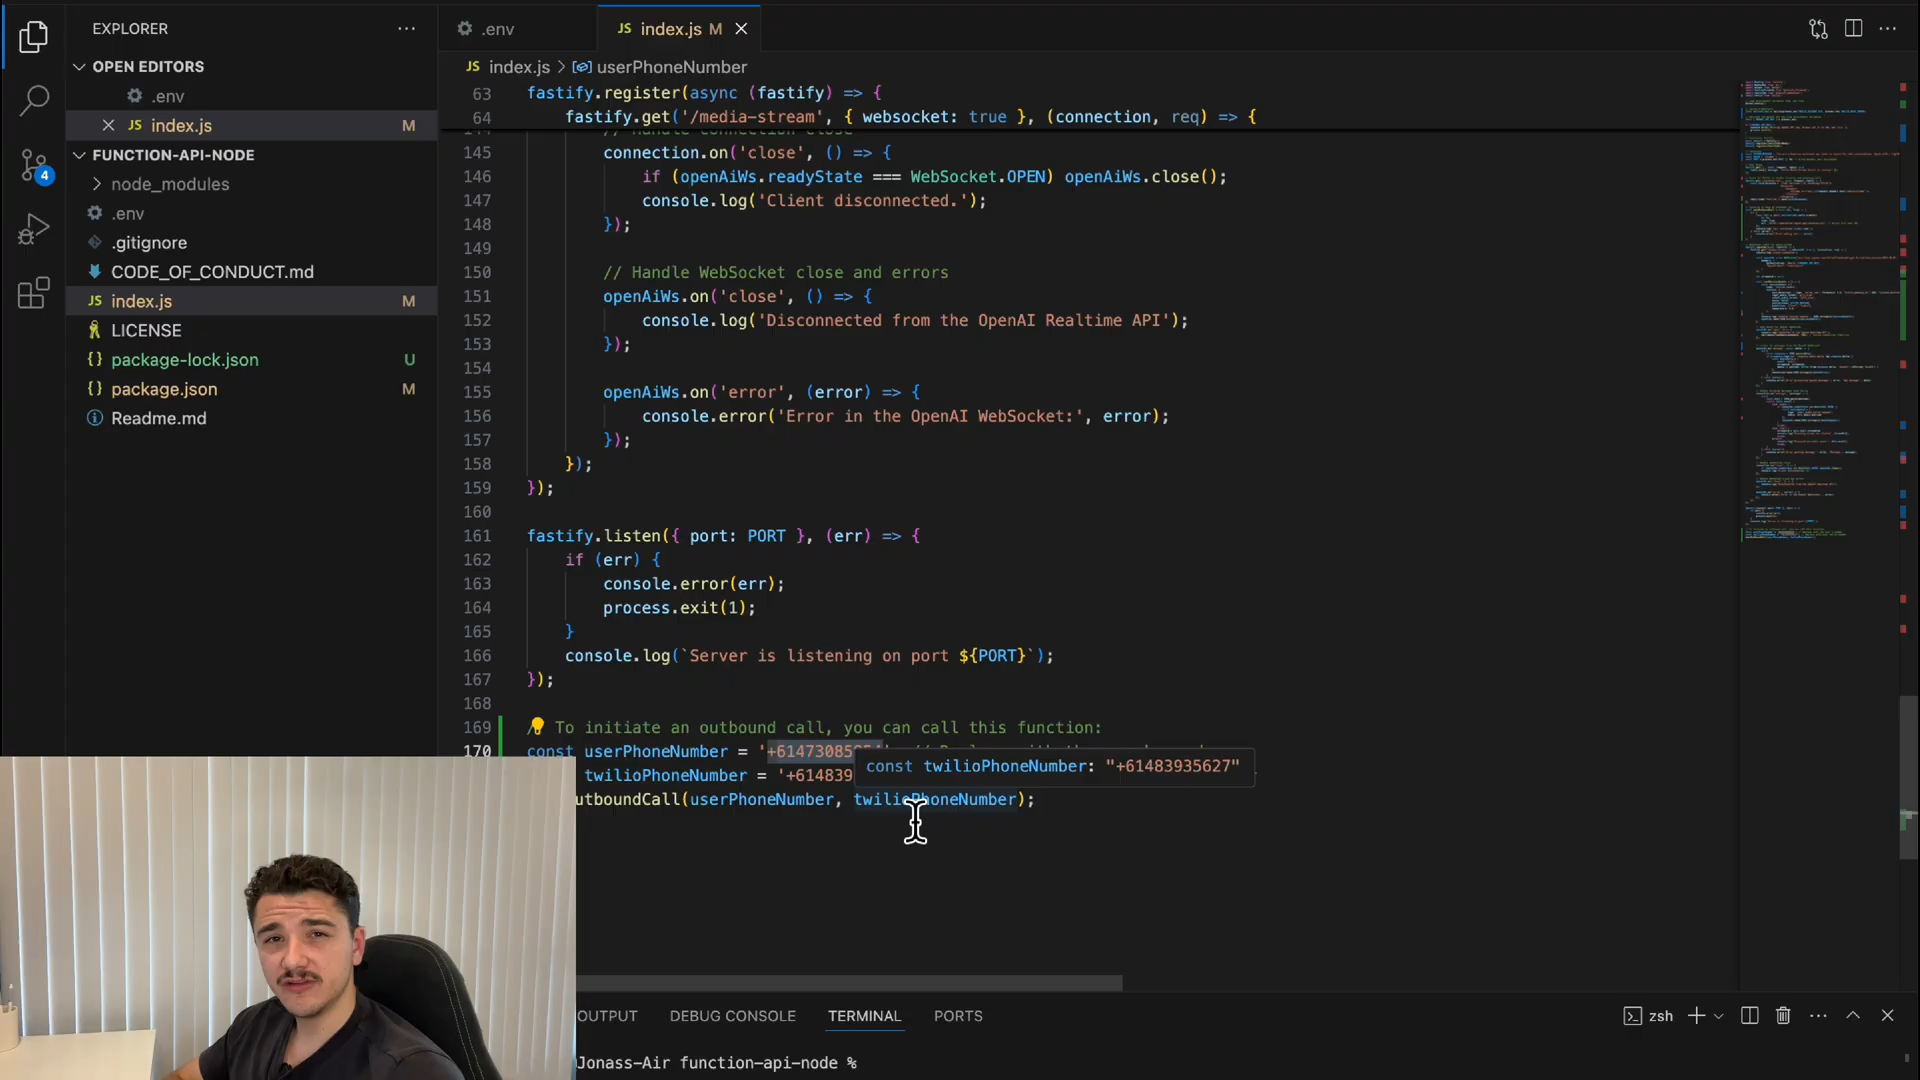 EXPLORER
OPEN EDITORS
.env
index.js M
FUNCTION-API-NODE
node_modules
.env
.gitignore
CODE_OF_CONDUCT.md
JS index.js M
LICENSE
{} package-lock.json U
{} package.json M
Readme.md
4
.env
JS index.js M
JS index.js > userPhoneNumber
63 fastify.register(async (fastify) => {
64 fastify.get('/media-stream', { websocket: true }, (connection, req) => {
// Handle connection close
145 connection.on('close', () => {
146 if (openAiWs.readyState === WebSocket.OPEN) openAiWs.close();
147 console.log('Client disconnected.');
148 });
149
150 // Handle WebSocket close and errors
151 openAiWs.on('close', () => {
152 console.log('Disconnected from the OpenAI Realtime API');
153 });
154
155 openAiWs.on('error', (error) => {
156 console.error('Error in the OpenAI WebSocket:', error);
157 });
158 });
159 });
160
161 fastify.listen({ port: PORT }, (err) => {
162 if (err) {
163 console.error(err);
164 process.exit(1);
165 }
166 console.log(`Server is listening on port ${PORT}`);
167 });
168
169 / To initiate an outbound call, you can call this function:
170 const userPhoneNumber = '+61473085
twilioPhoneNumber = '+614839
const twilioPhoneNumber: "+61483935627"
utboundCall(userPhoneNumber, twilioPhoneNumber);
OUTPUT DEBUG CONSOLE TERMINAL PORTS
zsh
Jonass-Air function-api-node %